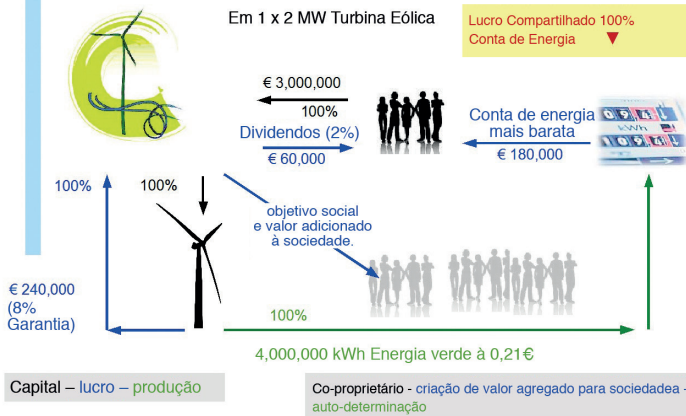 Em 1 x 2 MW Turbina Eólica
Lucro Compartilhado 100%
Conta de Energia
€ 3,000,000
100%
Dividendos (2%)
€ 60,000
Conta de energia
mais barata
€ 180,000
kWh
100%
100%
objetivo social
e valor adicionado
à sociedade.
€ 240,000
(8%
Garantia)
100%
4,000,000 kWh Energia verde à 0,21€
Capital – lucro – produção
Co-proprietário - criação de valor agregado para sociedadea -
auto-determinação